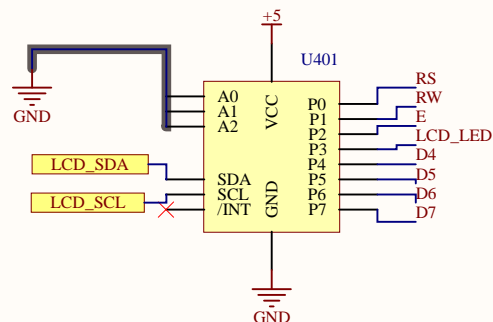 +5
U401
GND
A0
A1
A2
VCC
P0
P1
P2
P3
P4
P5
P6
P7
RS
RW
E
LCD_LED
D4
D5
D6
D7
LCD_SDA
LCD_SCL
SDA
SCL
/INT
GND
GND